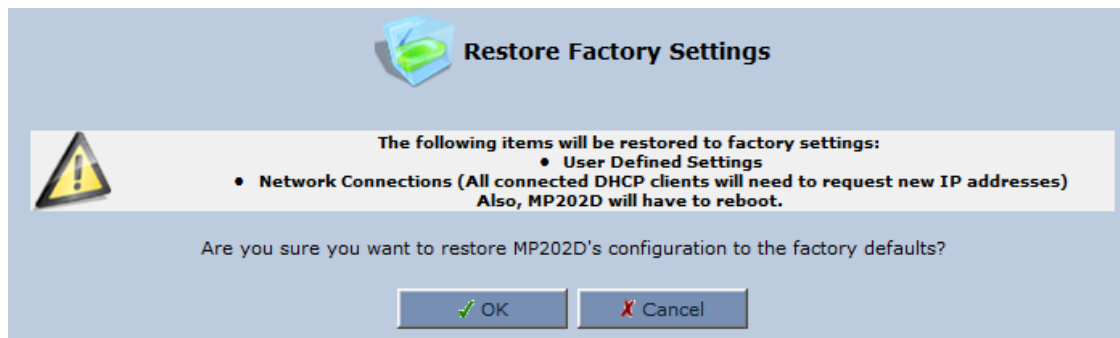 Restore Factory Settings
The following items will be restored to factory settings:
• User Defined Settings
• Network Connections (All connected DHCP clients will need to request new IP addresses)
Also, MP202D will have to reboot.
Are you sure you want to restore MP202D's configuration to the factory defaults?
OK
Cancel